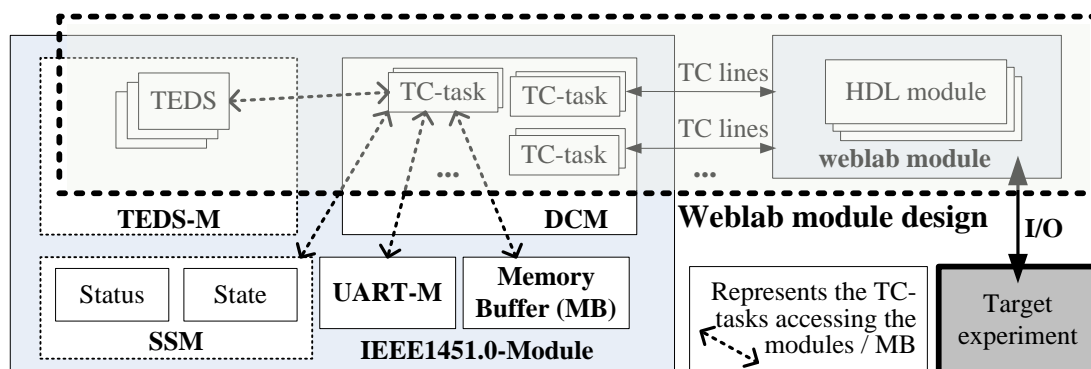 TEDS
TC-task
TC-task
TC lines
HDL module
TC-task
TC lines
weblab module
...
...
TEDS-M
DCM
Weblab module design
I/O
Status
State
SSM
UART-M
Memory
Buffer (MB)
IEEE1451.0-Module
Represents the TC-
tasks accessing the
modules / MB
Target
experiment